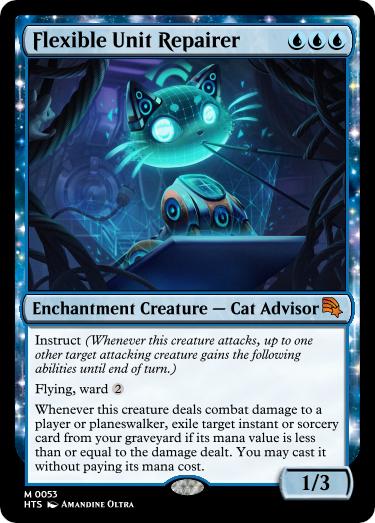 Flexible Unit Repairer
Enchantment Creature — Cat Advisor
Instruct (Whenever this creature attacks, up to one
other target attacking creature gains the following
abilities until end of turn.)
Flying, ward 2
Whenever this creature deals combat damage to a
player or planeswalker, exile target instant or sorcery
card from your graveyard if its mana value is less
than or equal to the damage dealt. You may cast it
without paying its mana cost.
1/3
M 0053
HTS Amandine Oltra